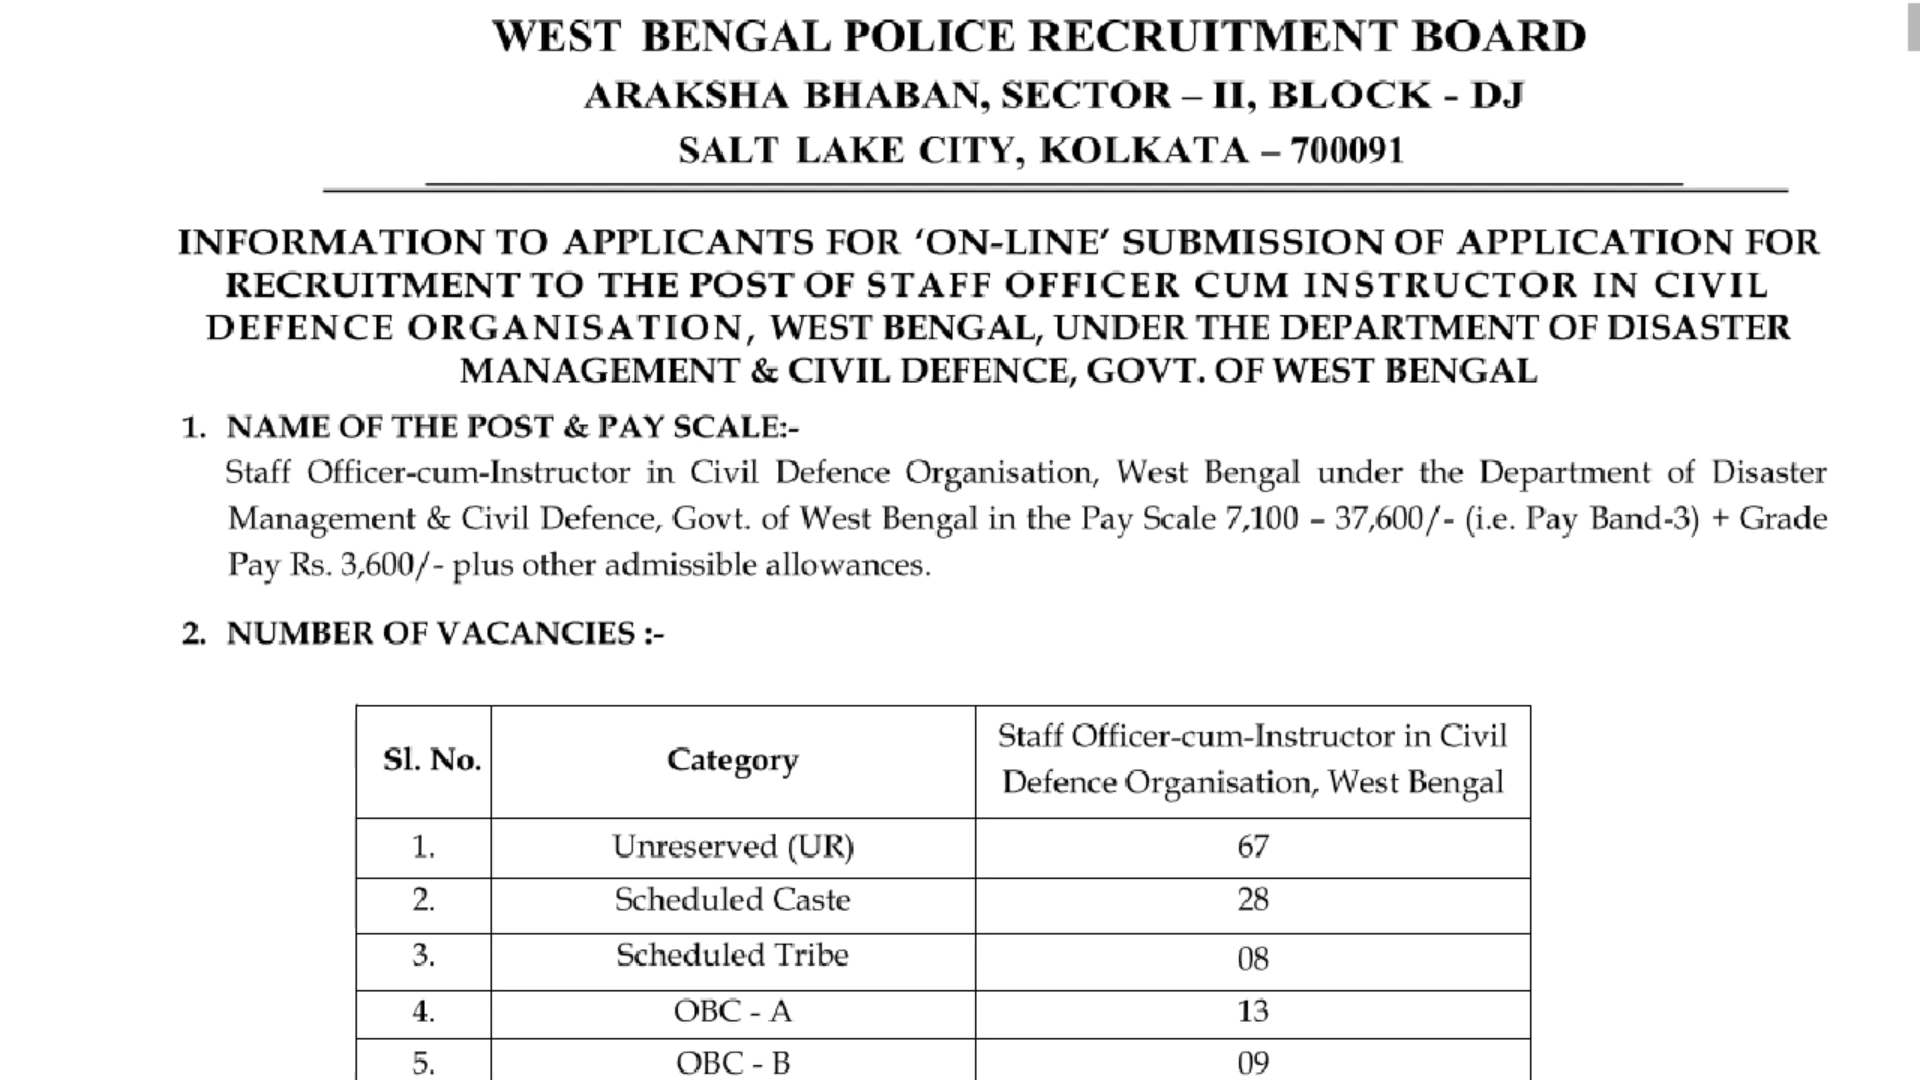 WEST BENGAL POLICE RECRUITMENT BOARD
ARAKSHA BHABAN, SECTOR – II, BLOCK - DJ
SALT LAKE CITY, KOLKATA – 700091
INFORMATION TO APPLICANTS FOR ‘ON-LINE’ SUBMISSION OF APPLICATION FOR
RECRUITMENT TO THE POST OF STAFF OFFICER CUM INSTRUCTOR IN CIVIL
DEFENCE ORGANISATION, WEST BENGAL, UNDER THE DEPARTMENT OF DISASTER
MANAGEMENT & CIVIL DEFENCE, GOVT. OF WEST BENGAL
1. NAME OF THE POST & PAY SCALE:-
Staff Officer-cum-Instructor in Civil Defence Organisation, West Bengal under the Department of Disaster
Management & Civil Defence, Govt. of West Bengal in the Pay Scale 7,100 – 37,600/- (i.e. Pay Band-3) + Grade
Pay Rs. 3,600/- plus other admissible allowances.
2. NUMBER OF VACANCIES :-
Sl. No. Category Staff Officer-cum-Instructor in Civil
Defence Organisation, West Bengal
1. Unreserved (UR) 67
2. Scheduled Caste 28
3. Scheduled Tribe 08
4. OBC - A 13
5. OBC - B 09